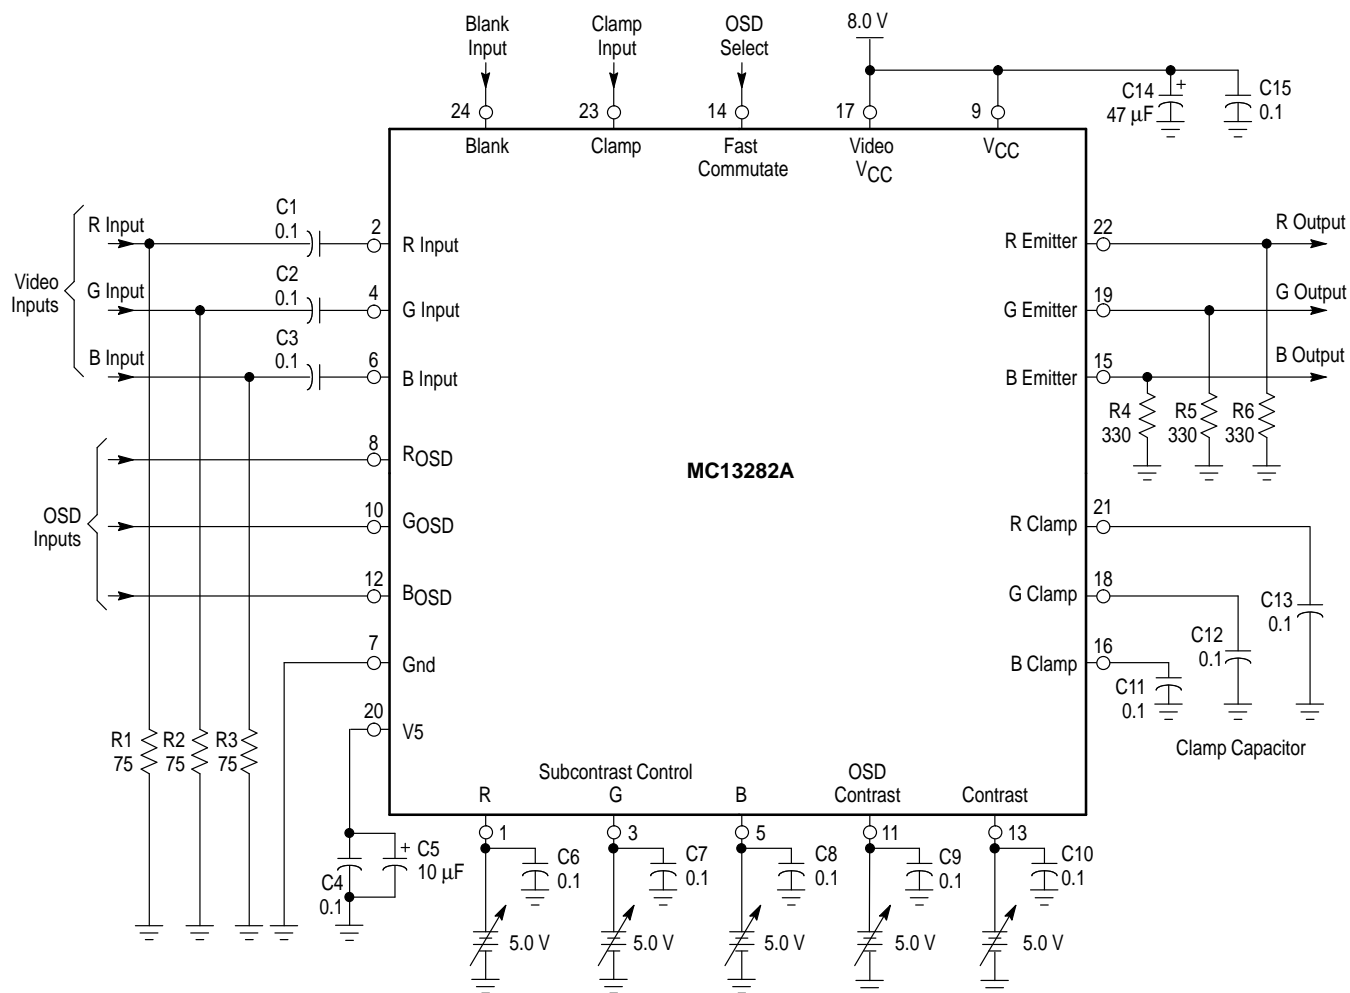 Blank
Input
Clamp
Input
OSD
Select
8.0 V
C14
+
47 µF
C15
0.1
24
23
14
17
9
Blank
Clamp
Fast
Commutate
Video
VCC
VCC
Video
Inputs
R Input
C1
0.1
2
R Input
G Input
C2
0.1
4
G Input
B Input
C3
0.1
6
B Input
OSD
Inputs
8
ROSD
10
GOSD
12
BOSD
7
Gnd
20
V5
R1
75
R2
75
R3
75
MC13282A
R Emitter
22
R Output
G Emitter
19
G Output
B Emitter
15
B Output
R4
330
R5
330
R6
330
R Clamp
21
G Clamp
18
B Clamp
16
C13
0.1
C12
0.1
C11
0.1
Clamp Capacitor
Subcontrast Control
R
G
B
OSD
Contrast
Contrast
1
3
5
11
13
C4
0.1
+
C5
10 µF
C6
0.1
C7
0.1
C8
0.1
C9
0.1
C10
0.1
5.0 V
5.0 V
5.0 V
5.0 V
5.0 V